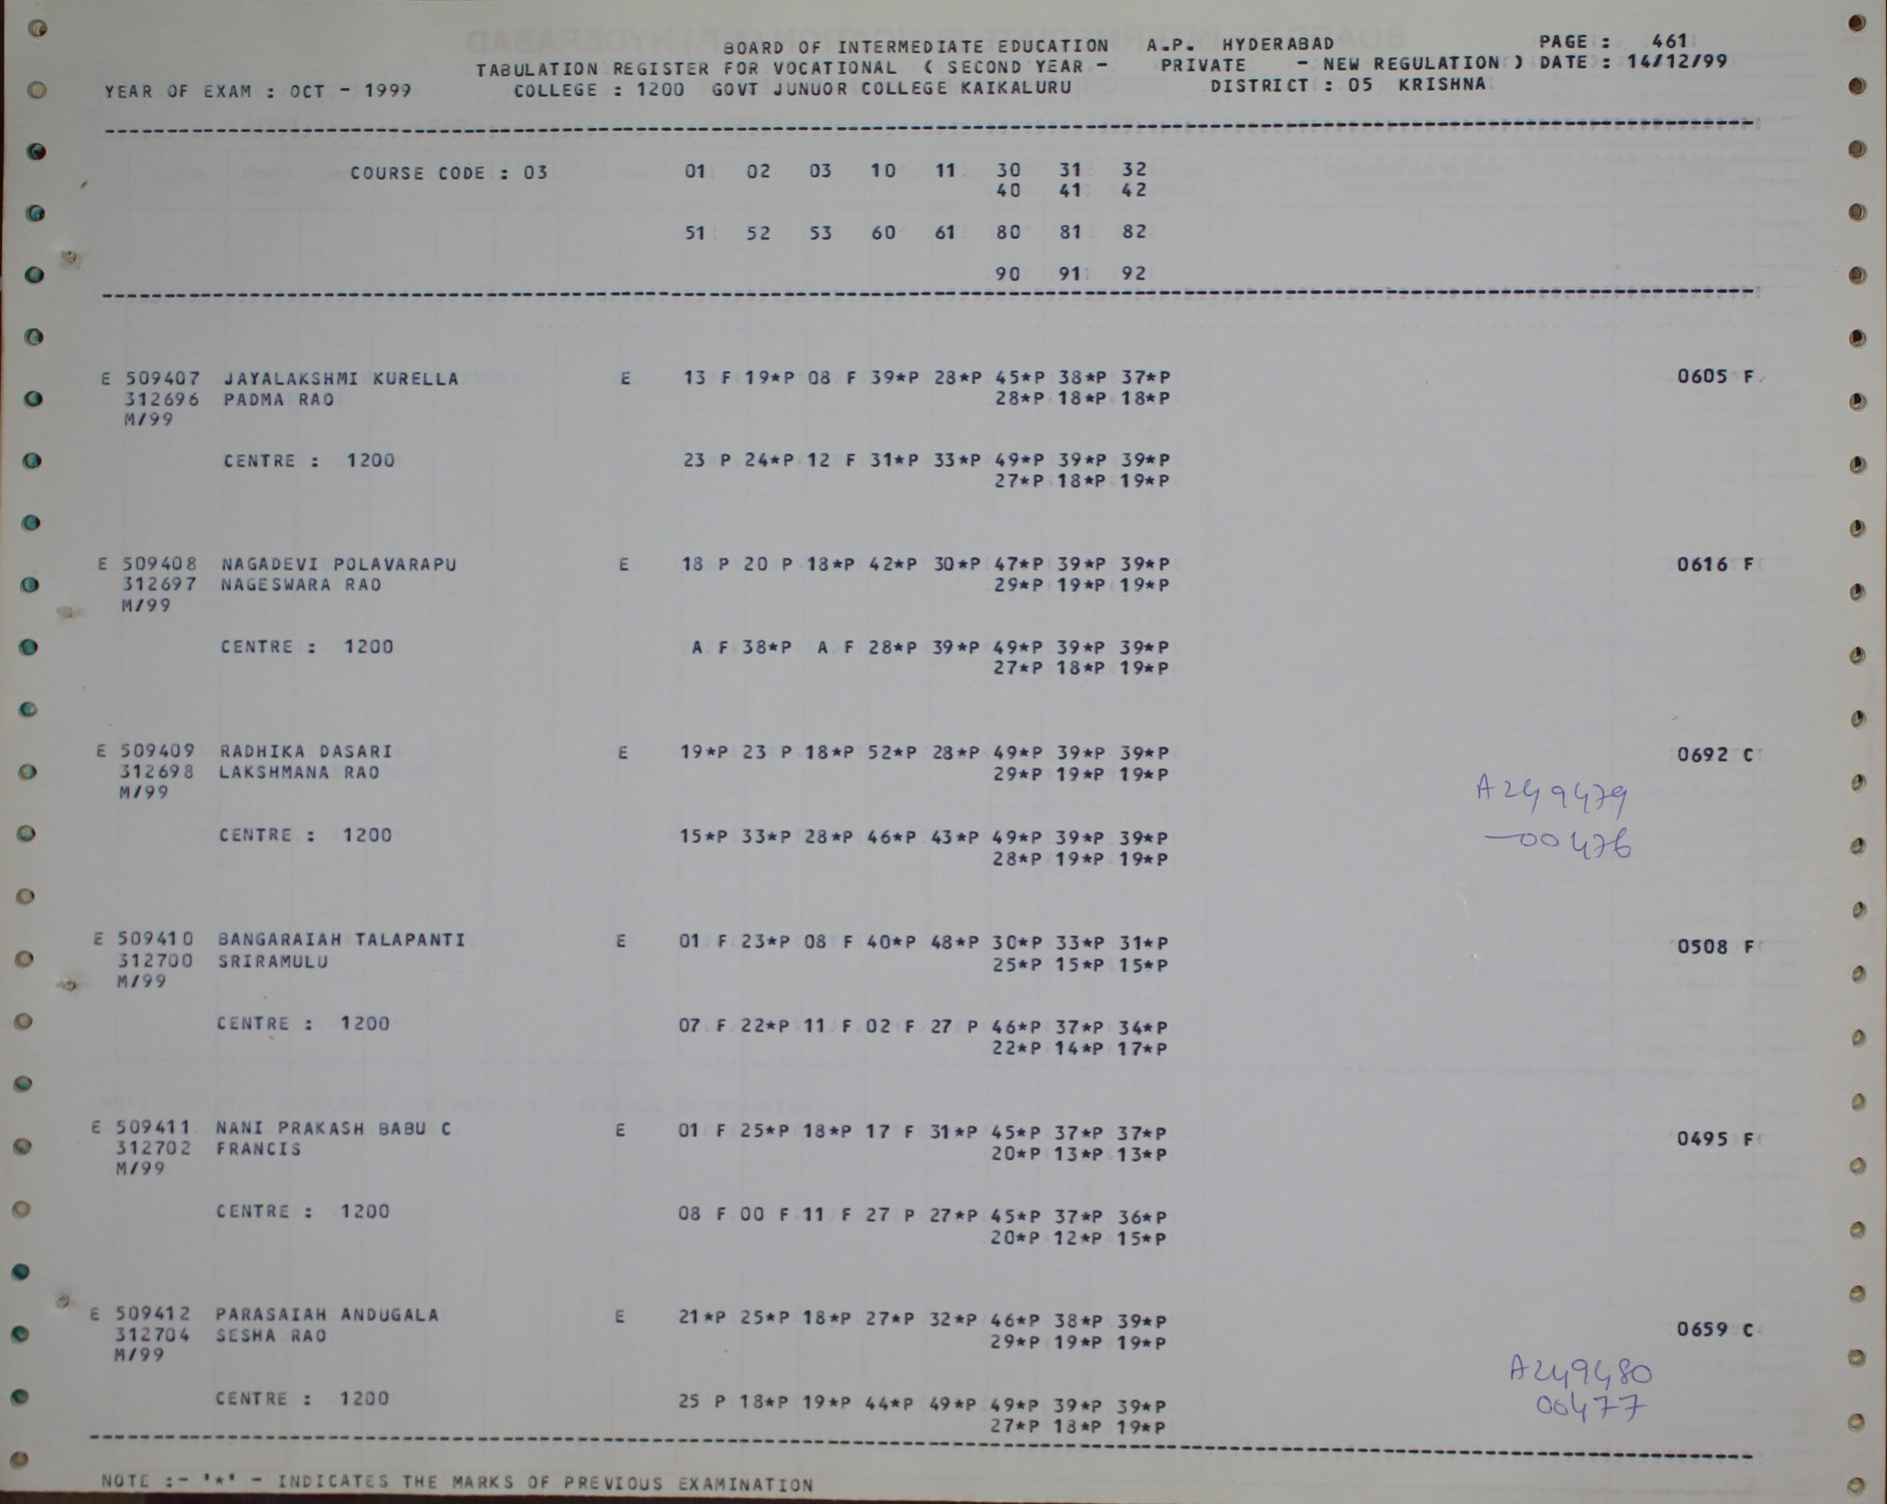 BOARD OF INTERMEDIATE EDUCATION A.P. HYDERABAD PAGE : 461
TABULATION REGISTER FOR VOCATIONAL ( SECOND YEAR - PRIVATE - NEW REGULATION ) DATE : 14/12/99
YEAR OF EXAM : OCT - 1999 COLLEGE : 1200 GOVT JUNUOR COLLEGE KAIKALURU DISTRICT : 05 KRISHNA
COURSE CODE : 03 01 02 03 10 11 30 31 32
40 41 42
51 52 53 60 61 80 81 82
90 91 92
E 509407 JAYALAKSHMI KURELLA E 13 F 19*P 08 F 39*P 28*P 45*P 38*P 37*P 0605 F
312696 PADMA RAO 28*P 18*P 18*P
M/99
CENTRE : 1200 23 P 24*P 12 F 31*P 33*P 49*P 39*P 39*P
27*P 18*P 19*P
E 509408 NAGADEVI POLAVARAPU E 18 P 20 P 18*P 42*P 30*P 47*P 39*P 39*P 0616 F
312697 NAGESWARA RAO 29*P 19*P 19*P
M/99
CENTRE : 1200 A F 38*P A F 28*P 39*P 49*P 39*P 39*P
27*P 18*P 19*P
E 509409 RADHIKA DASARI E 19*P 23 P 18*P 52*P 28*P 49*P 39*P 39*P 0692 C
312698 LAKSHMANA RAO 29*P 19*P 19*P
M/99 A249479
CENTRE : 1200 15*P 33*P 28*P 46*P 43*P 49*P 39*P 39*P —00476
28*P 19*P 19*P
E 509410 BANGARAIAH TALAPANTI E 01 F 23*P 08 F 40*P 48*P 30*P 33*P 31*P 0508 F
312700 SRIRAMULU 25*P 15*P 15*P
M/99
CENTRE : 1200 07 F 22*P 11 F 02 F 27 P 46*P 37*P 34*P
22*P 14*P 17*P
E 509411 NANI PRAKASH BABU C E 01 F 25*P 18*P 17 F 31*P 45*P 37*P 37*P 0495 F
312702 FRANCIS 20*P 13*P 13*P
M/99
CENTRE : 1200 08 F 00 F 11 F 27 P 27*P 45*P 37*P 36*P
20*P 12*P 15*P
E 509412 PARASAIAH ANDUGALA E 21*P 25*P 18*P 27*P 32*P 46*P 38*P 39*P 0659 C
312704 SESHA RAO 29*P 19*P 19*P
M/99 A249480
CENTRE : 1200 25 P 18*P 19*P 44*P 49*P 49*P 39*P 39*P 00477
27*P 18*P 19*P
NOTE :- '*' - INDICATES THE MARKS OF PREVIOUS EXAMINATION